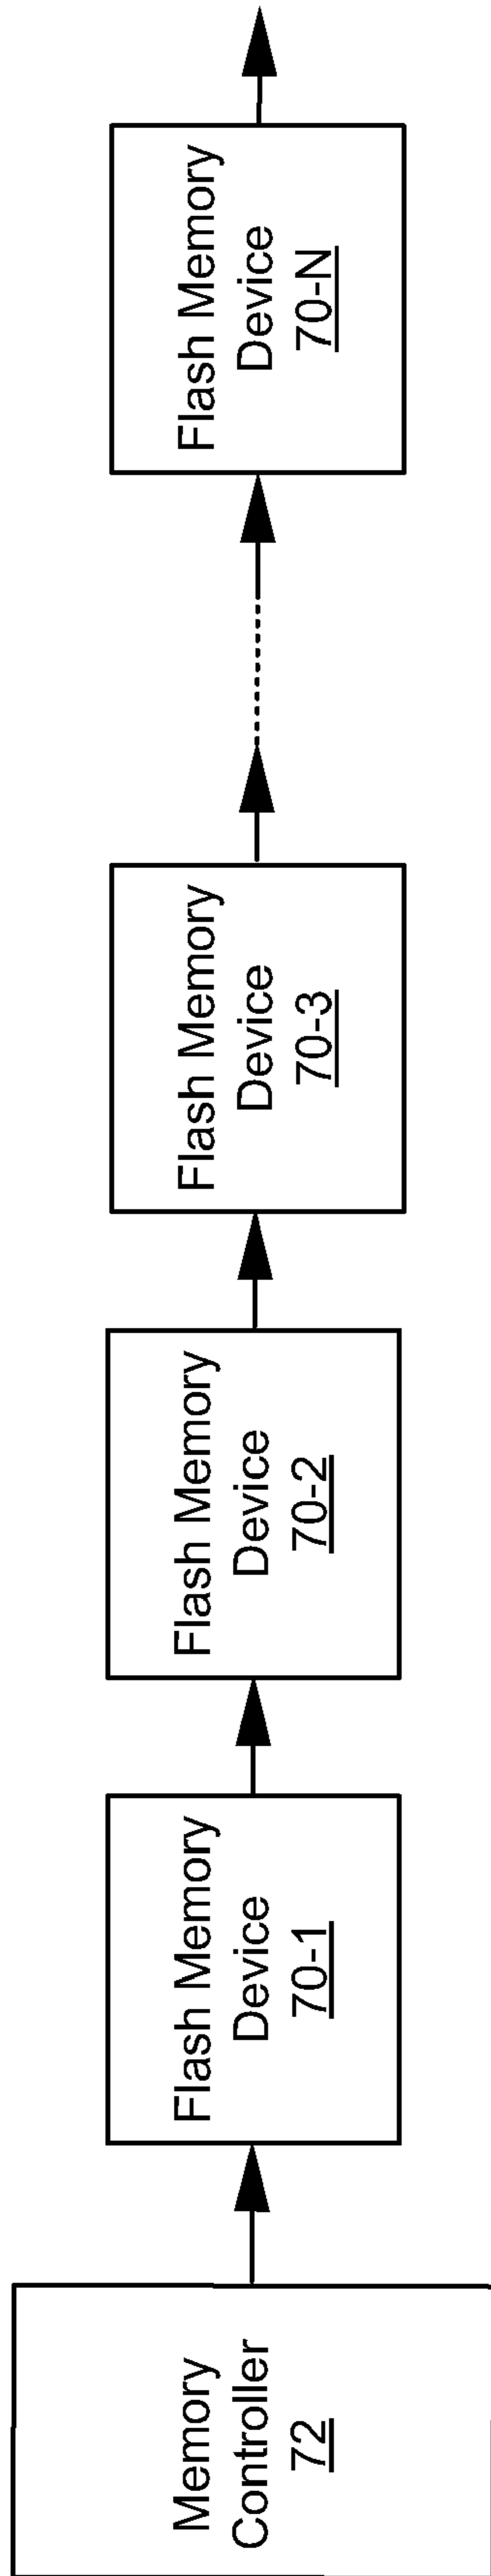 Memory
Controller
72
Flash Memory
Device
70-1
Flash Memory
Device
70-2
Flash Memory
Device
70-3
Flash Memory
Device
70-N